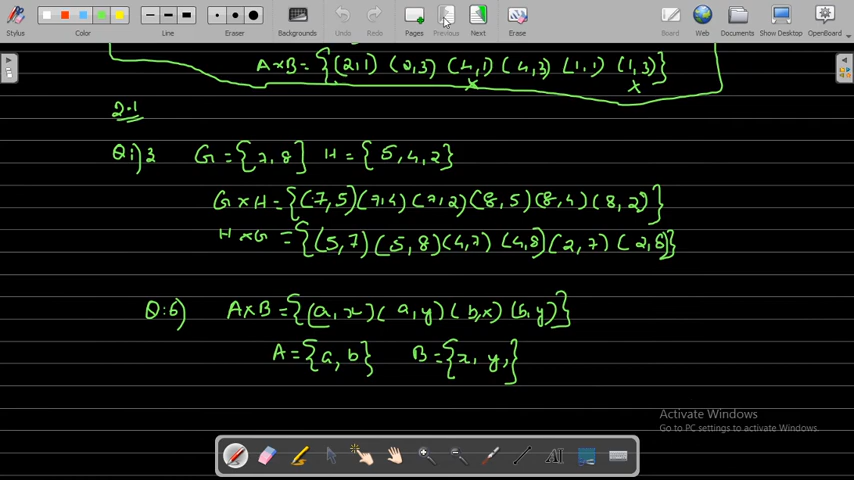 Stylus Color Line Eraser Backgrounds Undo Redo Pages Previous Next Erase Board Web Documents Show Desktop OpenBoard
A×B = {(2,1) (2,3) (4,1) (4,3) (1,1) (1,3)}
× ×
2.1
Q:)3 G = {7,8] H = {5,4,2}
G×H = {(7,5)(7,4)(7,2)(8,5)(8,4)(8,2)}
H×G = {(5,7)(5,8)(4,7)(4,8)(2,7)(2,8)}
Q:6) A×B = {(a,x)(a,y)(b,x)(b,y)}
A = {a,b} B = {x, y,}
Activate Windows
Go to PC settings to activate Windows.